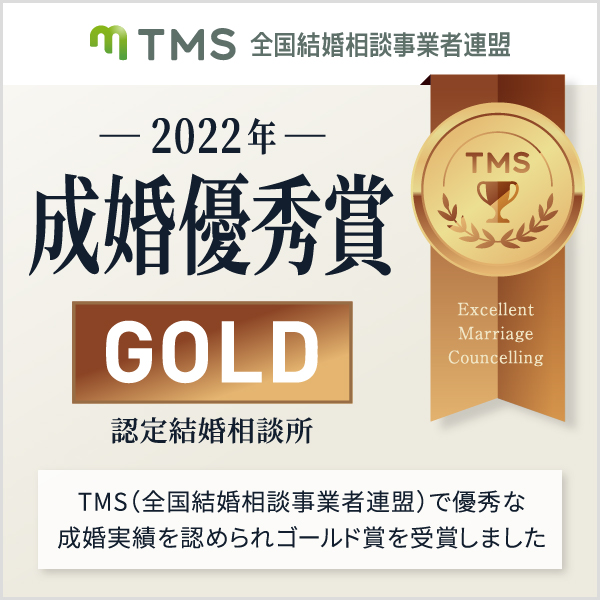 TMS 全国結婚相談事業者連盟
2022年
成婚優秀賞
GOLD
認定結婚相談所
TMS
Excellent
Marriage
Councelling
TMS（全国結婚相談事業者連盟）で優秀な
成婚実績を認められゴールド賞を受賞しました